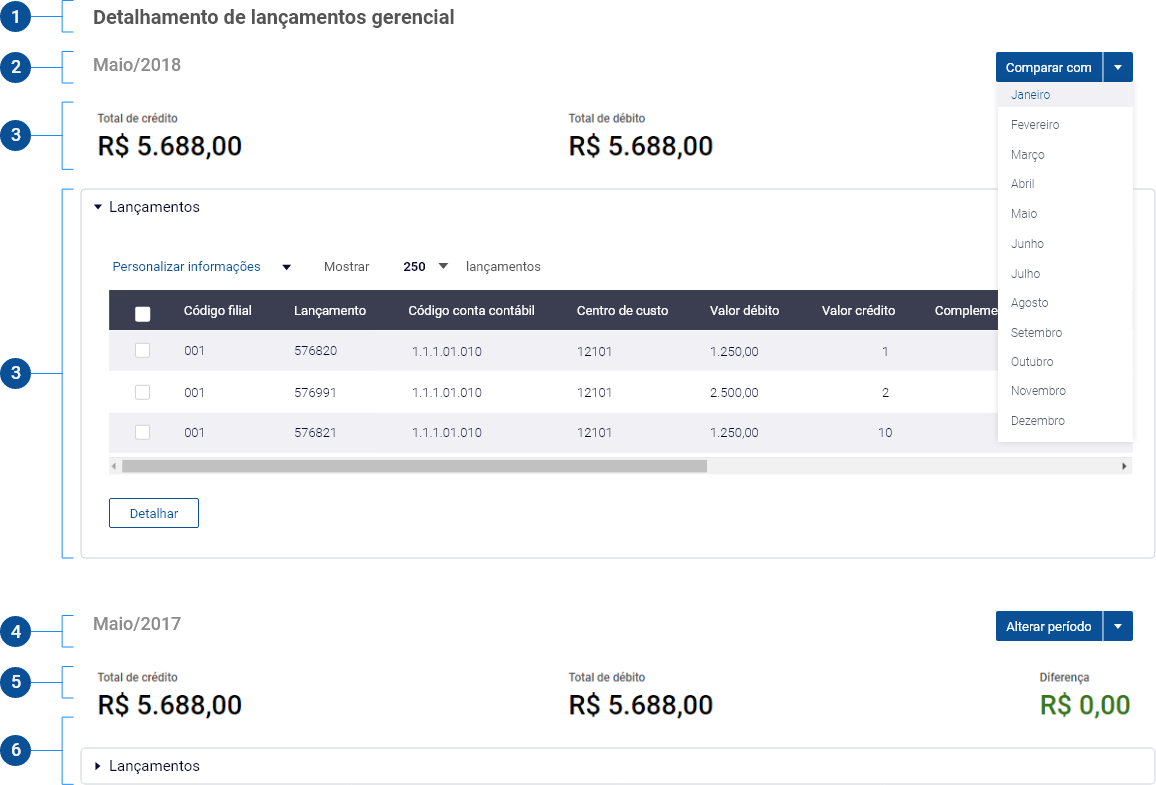 1 Detalhamento de lançamentos gerencial
2 Maio/2018 Comparar com
Janeiro
Fevereiro
Março
Abril
Maio
Junho
Julho
Agosto
Setembro
Outubro
Novembro
Dezembro
3 Total de crédito Total de débito
R$ 5.688,00 R$ 5.688,00
3 Lançamentos
Personalizar informações Mostrar 250 lançamentos
Código filial Lançamento Código conta contábil Centro de custo Valor débito Valor crédito Compleme
001 576820 1.1.1.01.010 12101 1.250,00 1
001 576991 1.1.1.01.010 12101 2.500,00 2
001 576821 1.1.1.01.010 12101 1.250,00 10
Detalhar
4 Maio/2017 Alterar período
5 Total de crédito Total de débito Diferença
R$ 5.688,00 R$ 5.688,00 R$ 0,00
6 Lançamentos